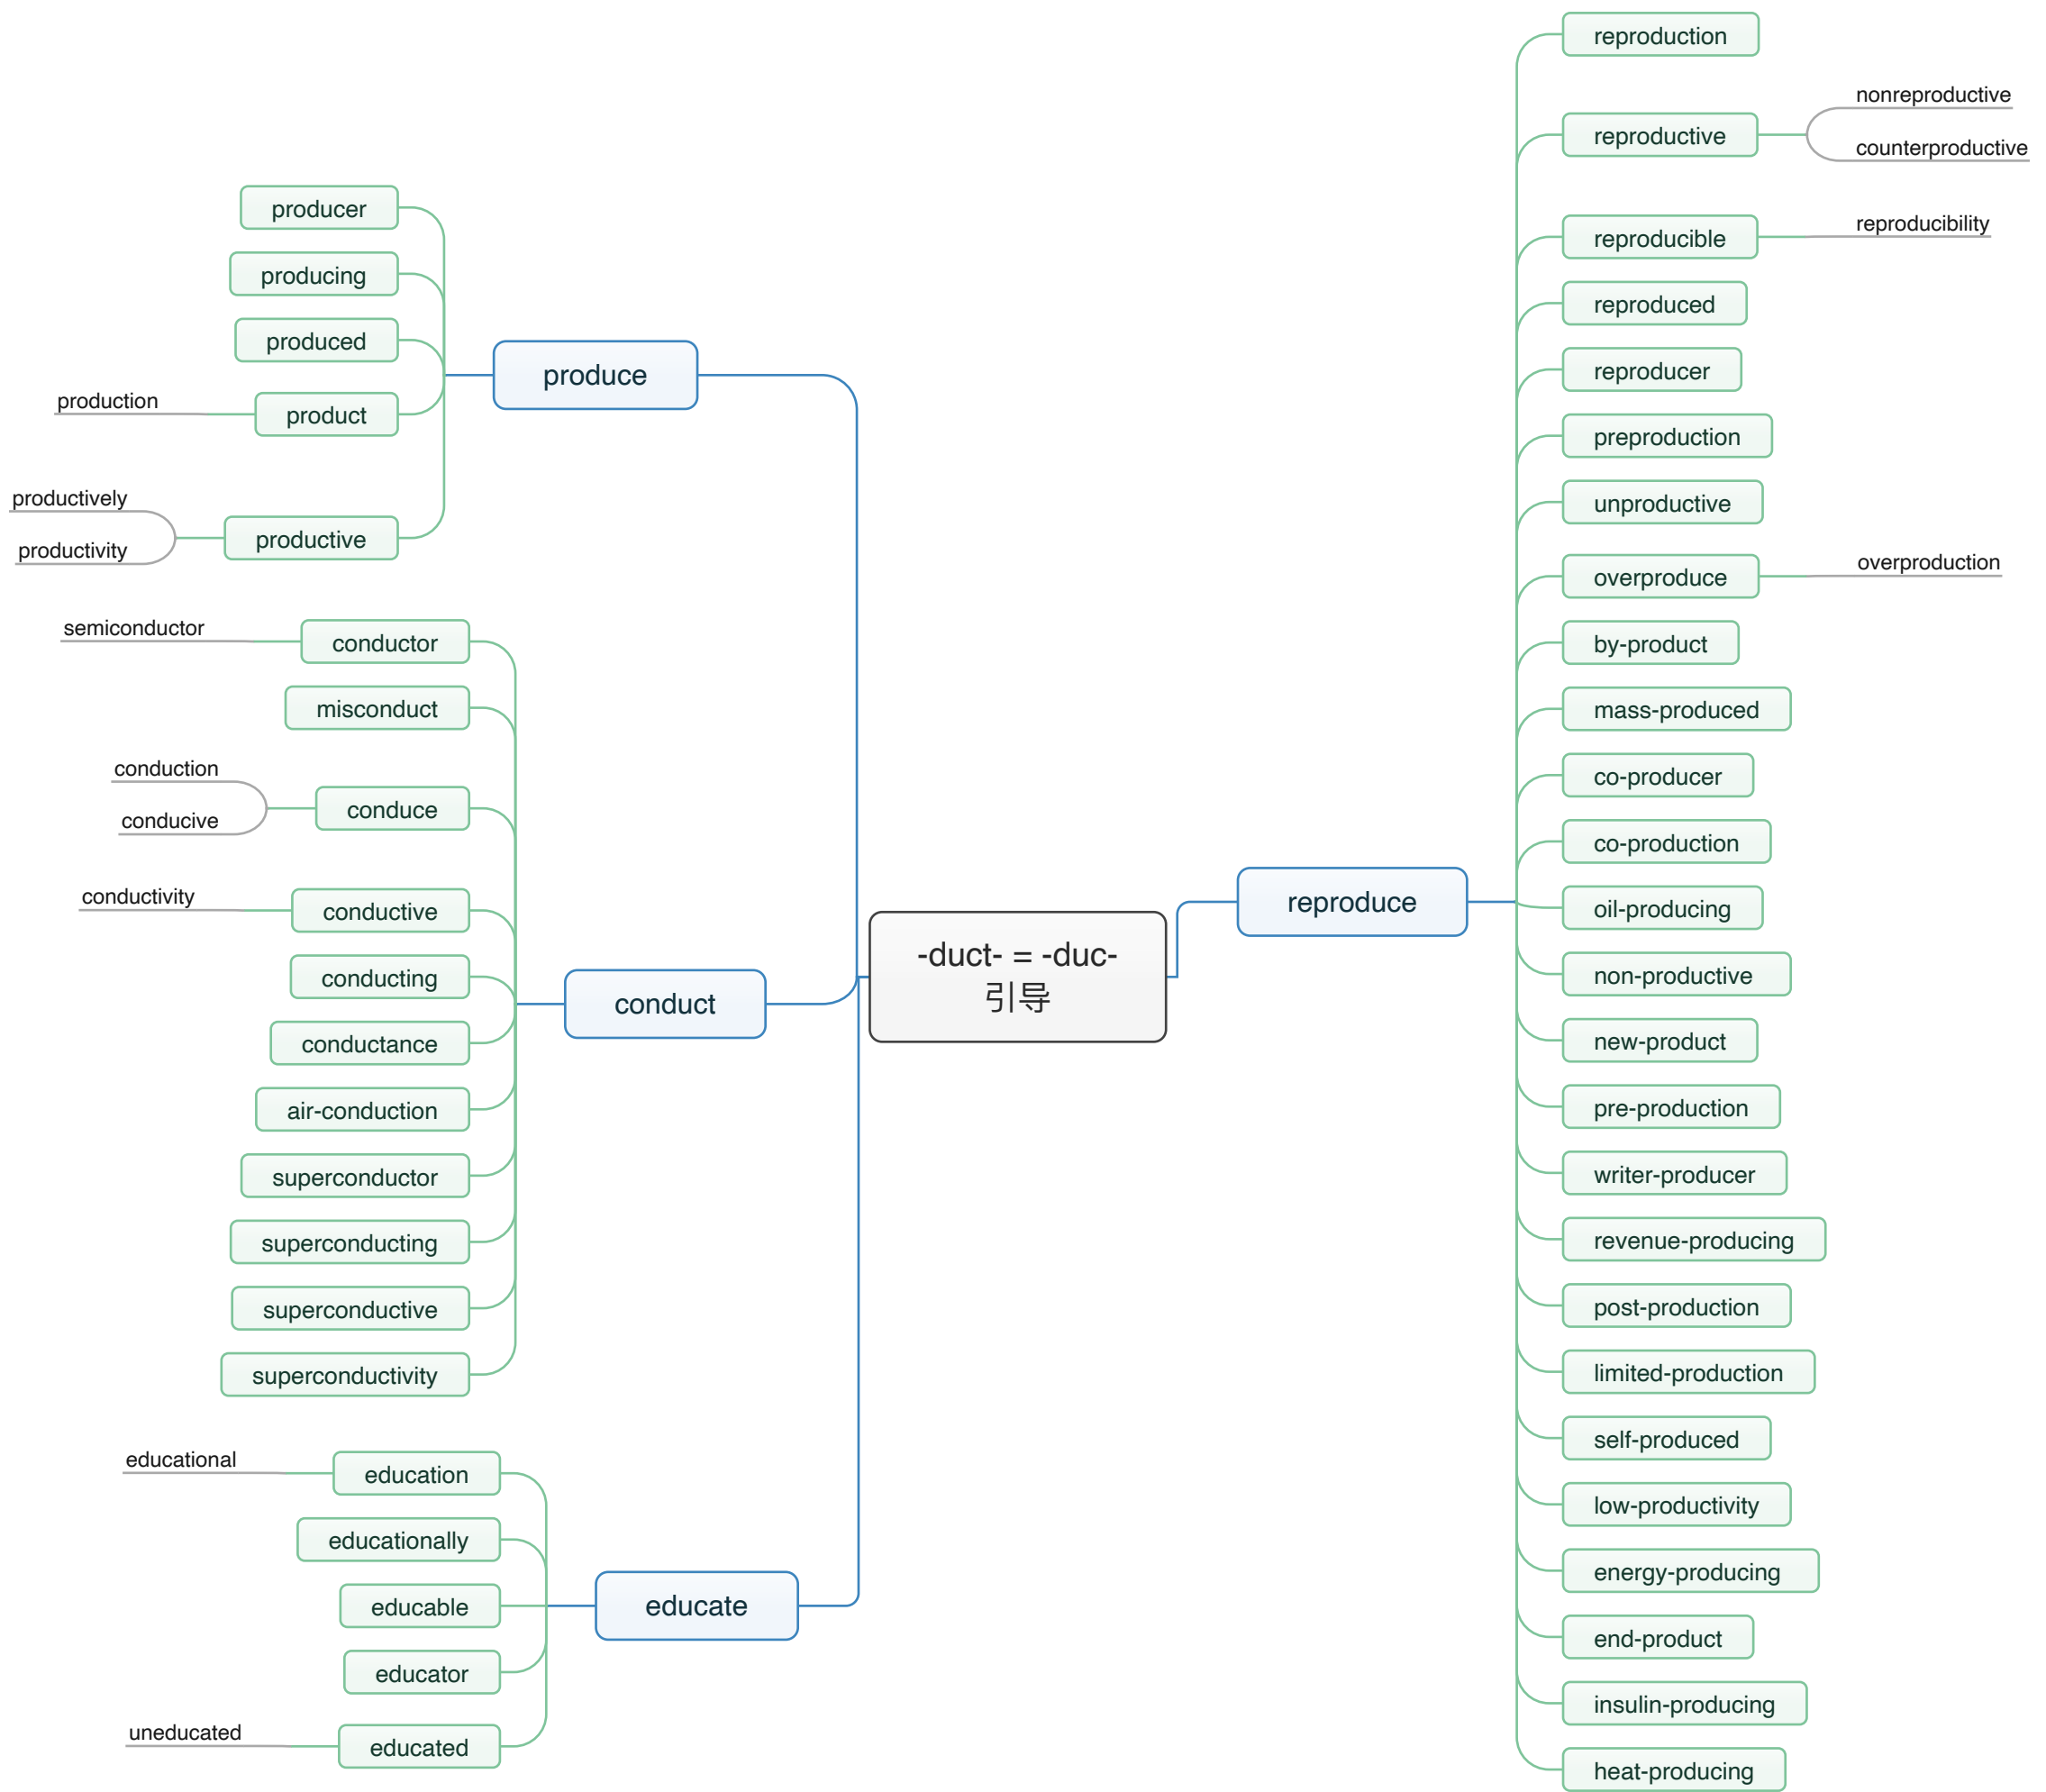 -duct- = -duc-
引导
produce
producer
producing
produced
product
production
productive
productively
productivity
conduct
conductor
semiconductor
misconduct
conduce
conduction
conducive
conductive
conductivity
conducting
conductance
air-conduction
superconductor
superconducting
superconductive
superconductivity
educate
education
educational
educationally
educable
educator
educated
uneducated
reproduce
reproduction
reproductive
nonreproductive
counterproductive
reproducible
reproducibility
reproduced
reproducer
preproduction
unproductive
overproduce
overproduction
by-product
mass-produced
co-producer
co-production
oil-producing
non-productive
new-product
pre-production
writer-producer
revenue-producing
post-production
limited-production
self-produced
low-productivity
energy-producing
end-product
insulin-producing
heat-producing